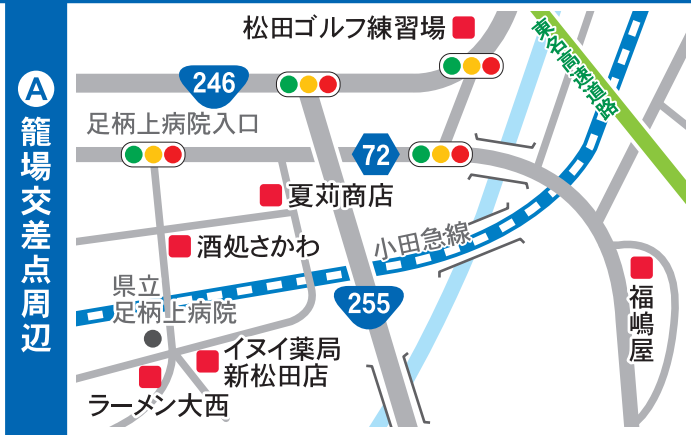 A
籠場交差点周辺
松田ゴルフ練習場
東名高速道路
246
足柄上病院入口
72
夏苅商店
酒処さかわ
小田急線
県立
足柄上病院
255
福嶋屋
イヌイ薬局
新松田店
ラーメン大西